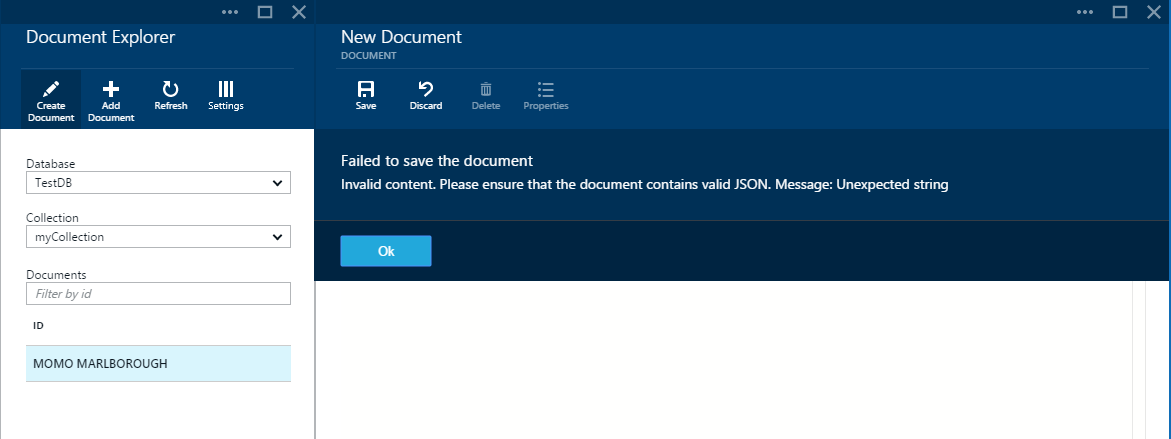 Document Explorer
Create Document
Add Document
Refresh
Settings
Database
TestDB
Collection
myCollection
Documents
Filter by id
ID
MOMO MARLBOROUGH
New Document
DOCUMENT
Save
Discard
Delete
Properties
Failed to save the document
Invalid content. Please ensure that the document contains valid JSON. Message: Unexpected string
Ok